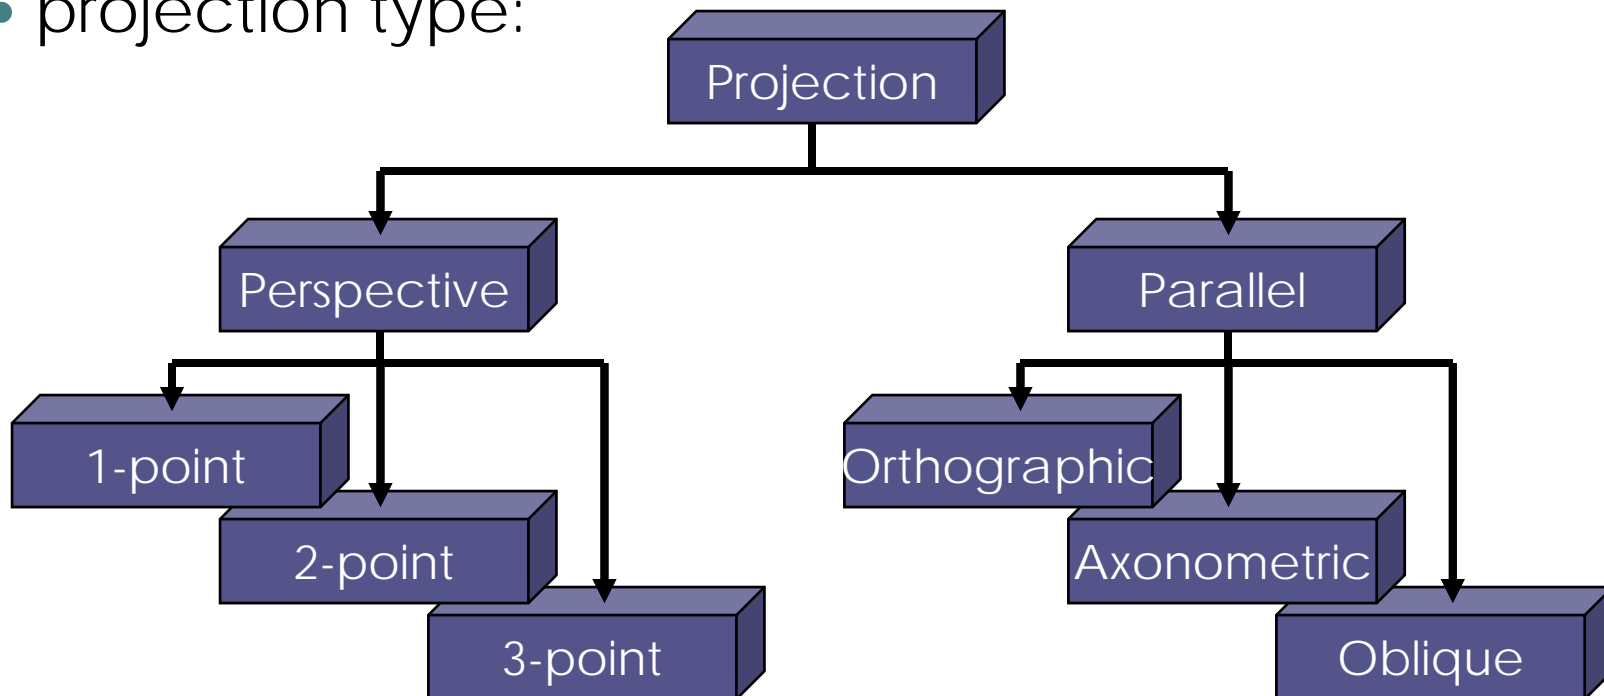 • projection type:
Projection
Perspective
Parallel
1-point
Orthographic
2-point
Axonometric
3-point
Oblique